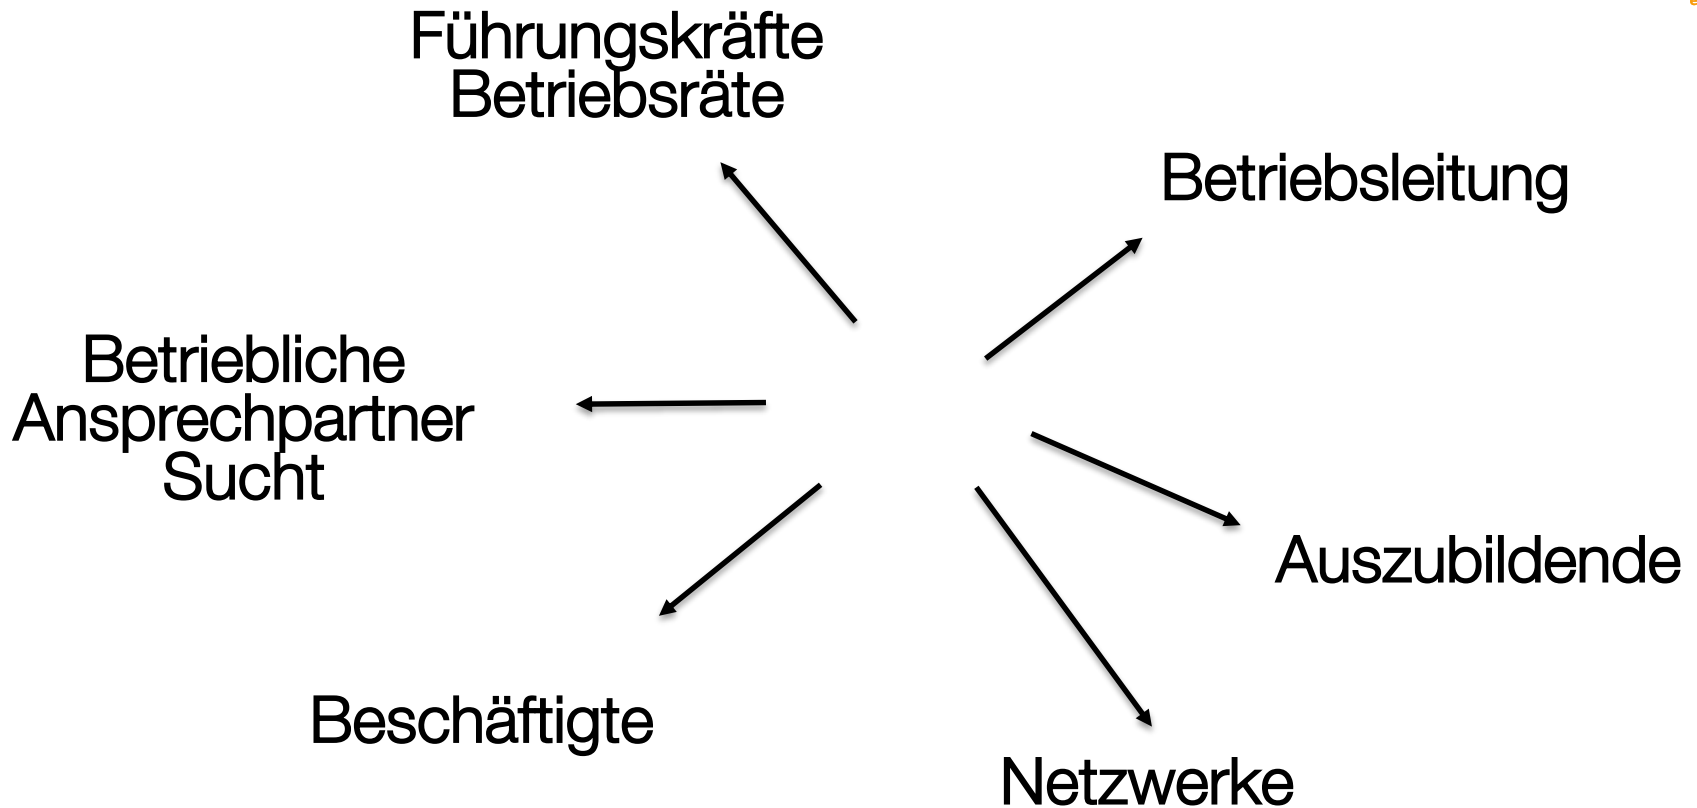 Führungskräfte
Betriebsräte
Betriebsleitung
Betriebliche
Ansprechpartner
Sucht
Auszubildende
Beschäftigte
Netzwerke